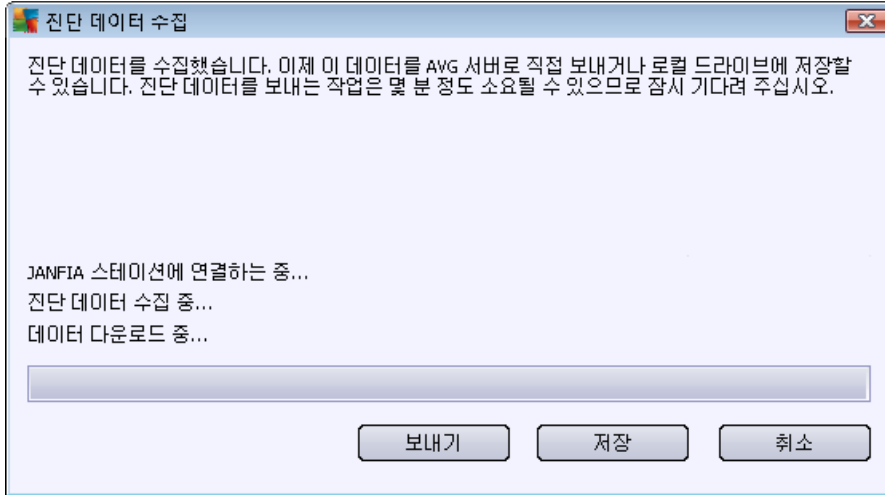 진단 데이터 수집
진단 데이터를 수집했습니다. 이제 이 데이터를 AVG 서버로 직접 보내거나 로컬 드라이브에 저장할
수 있습니다. 진단 데이터를 보내는 작업은 몇 분 정도 소요될 수 있으므로 잠시 기다려 주십시오.
JANFIA 스테이션에 연결하는 중...
진단 데이터 수집 중...
데이터 다운로드 중...
보내기 저장 취소